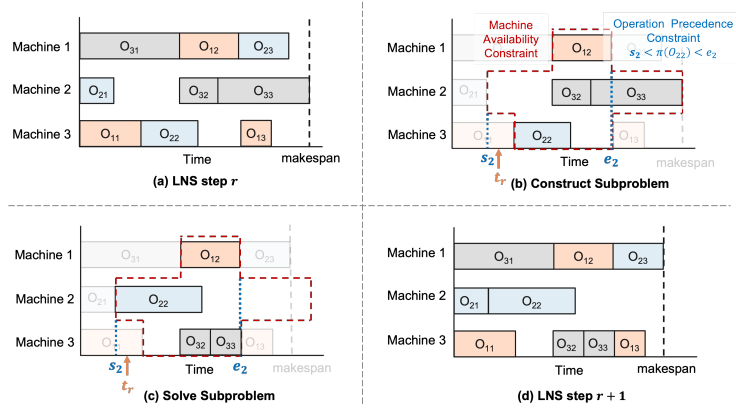 Machine 1
O31
O12
O23
Machine 2
O21
O32
O33
Machine 3
O11
O22
O13
Time
makespan
(a) LNS step r
Machine
Availability
Constraint
Operation Precedence
Constraint
s2 < π(O22) < e2
Machine 1
O12
Machine 2
O21
O32
O33
Machine 3
O22
O13
Time
makespan
s2
tr
e2
(b) Construct Subproblem
Machine 1
O31
O12
O23
Machine 2
O21
O22
Machine 3
O32
O33
O13
Time
makespan
s2
tr
e2
(c) Solve Subproblem
Machine 1
O31
O12
O23
Machine 2
O21
O22
Machine 3
O11
O32
O33
O13
Time
makespan
(d) LNS step r + 1